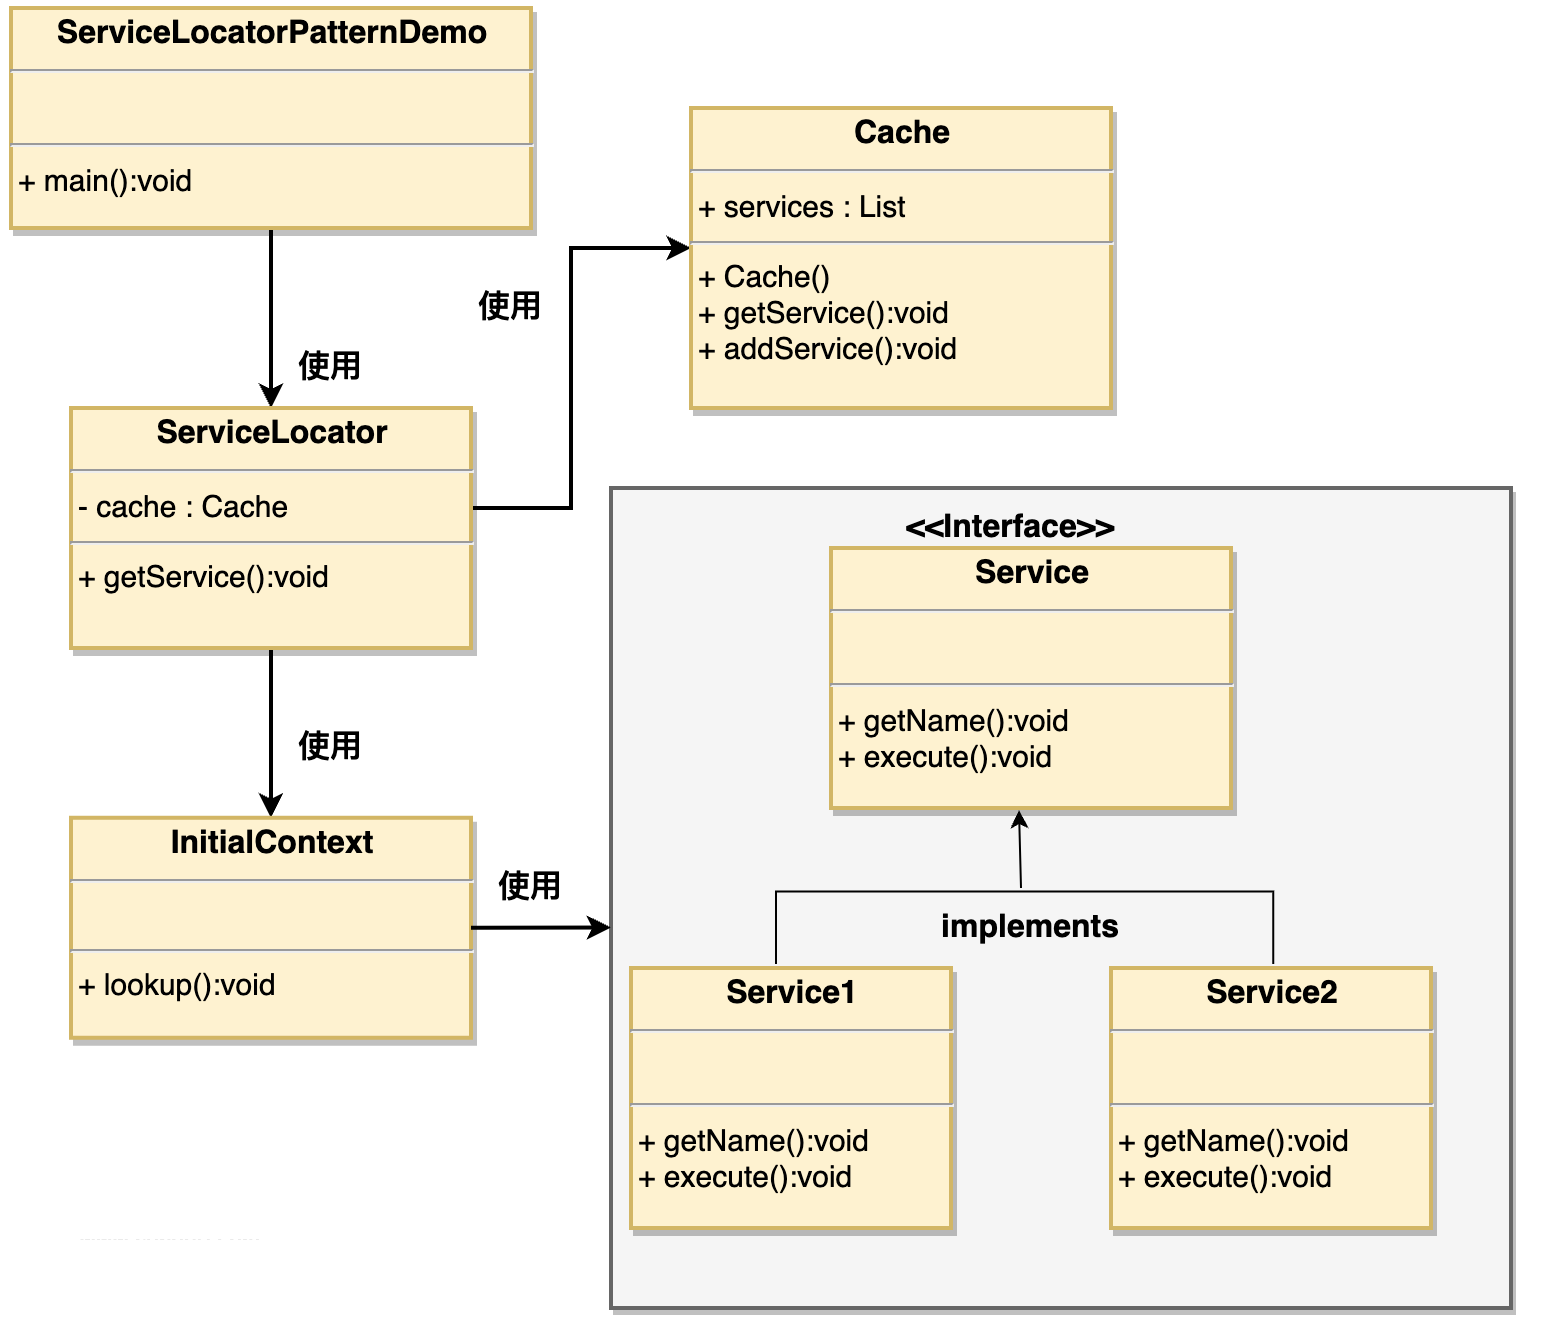 ServiceLocatorPatternDemo
+ main():void
使用
ServiceLocator
- cache : Cache
+ getService():void
使用
Cache
+ services : List
+ Cache()
+ getService():void
+ addService():void
使用
InitialContext
+ lookup():void
使用
<<Interface>>
Service
+ getName():void
+ execute():void
implements
Service1
+ getName():void
+ execute():void
Service2
+ getName():void
+ execute():void